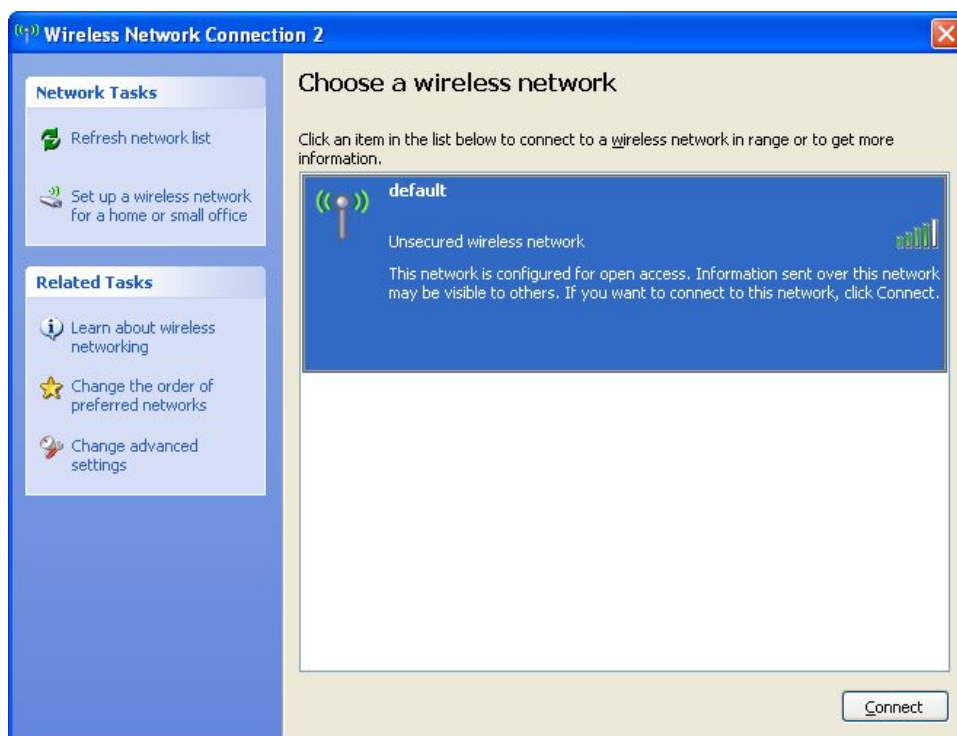 Wireless Network Connection 2
Network Tasks
Refresh network list
Set up a wireless network
for a home or small office
Related Tasks
Learn about wireless
networking
Change the order of
preferred networks
Change advanced
settings
Choose a wireless network
Click an item in the list below to connect to a wireless network in range or to get more
information.
default
Unsecured wireless network
This network is configured for open access. Information sent over this network
may be visible to others. If you want to connect to this network, click Connect.
Connect